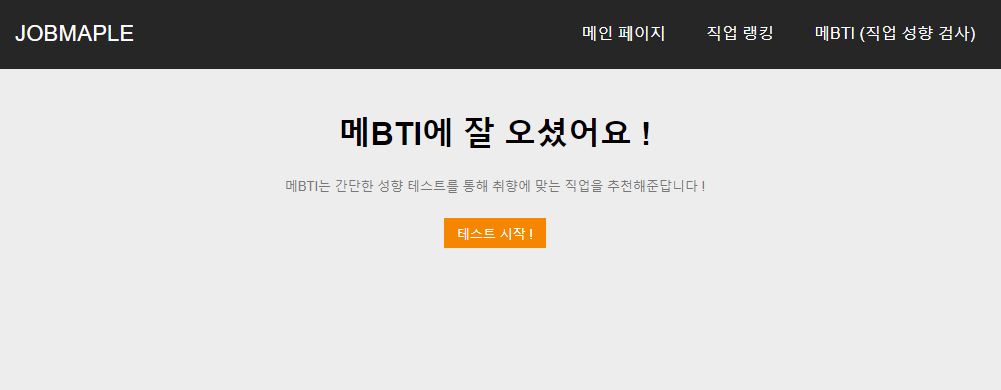 JOBMAPLE
메인 페이지
직업 랭킹
메BTI (직업 성향 검사)
메BTI에 잘 오셨어요 !
메BTI는 간단한 성향 테스트를 통해 취향에 맞는 직업을 추천해준답니다 !
테스트 시작 !